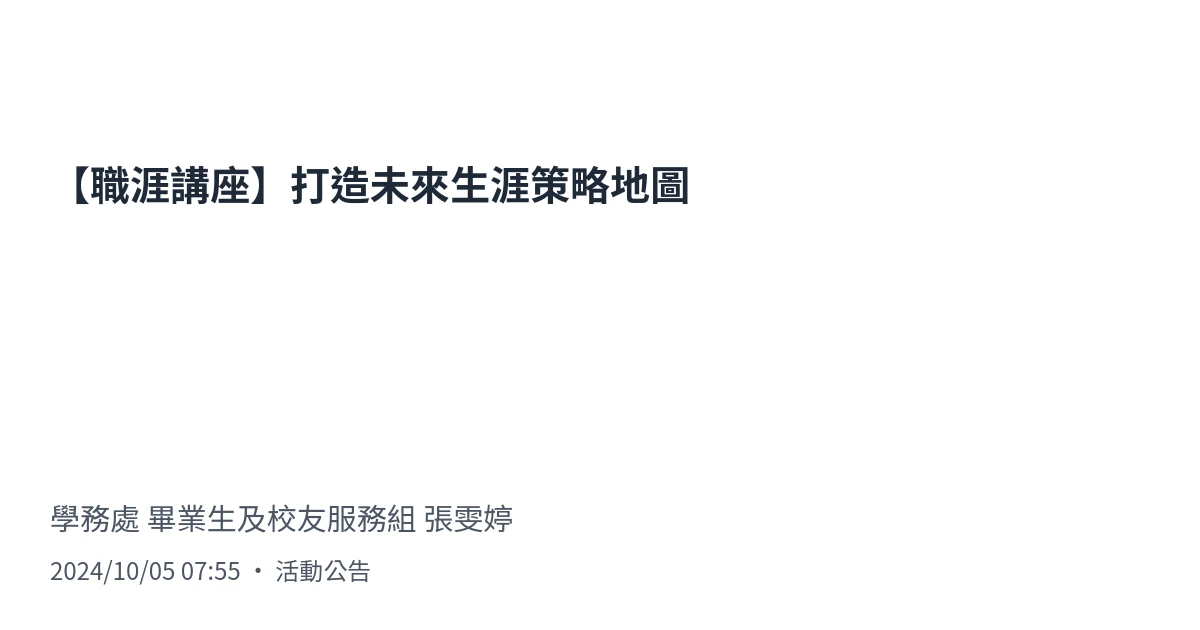 【職涯講座】打造未來生涯策略地圖
學務處 畢業生及校友服務組 張雯婷
2024/10/05 07:55 • 活動公告